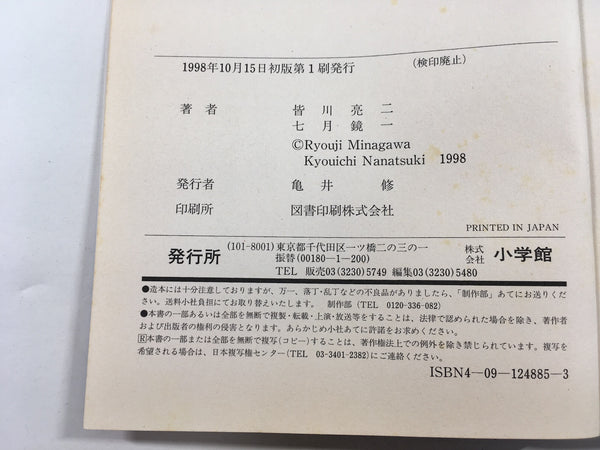 1998年10月15日初版第1刷発行 (検印廃止)
著者 皆川亮二
七月鏡一
©Ryouji Minagawa
Kyouichi Nanatsuki 1998
発行者 亀井修
印刷所 図書印刷株式会社
PRINTED IN JAPAN
発行所 (101-8001)東京都千代田区一ツ橋二の三の一 株式会社 小学館
振替(00180—1—200)
TEL 販売03(3230)5749 編集03(3230)5480
●造本には十分注意しておりますが、万一、落丁・乱丁などの不良品がありましたら、「制作部」あてにお送りくだ
さい。送料小社負担にてお取り替えいたします。 制作部(TEL 0120-336-082)
●本書の一部あるいは全部を無断で複製・転載・上演・放送等をすることは、法律で認められた場合を除き、著作者
および出版者の権利の侵害となります。あらかじめ小社あてに許諾をお求めください。
R本書の一部または全部を無断で複写(コピー)することは、著作権法上での例外を除き禁じられています。複写を
希望される場合は、日本複写権センター(TEL 03-3401-2382)にご連絡ください。
ISBN4—09—124885—3